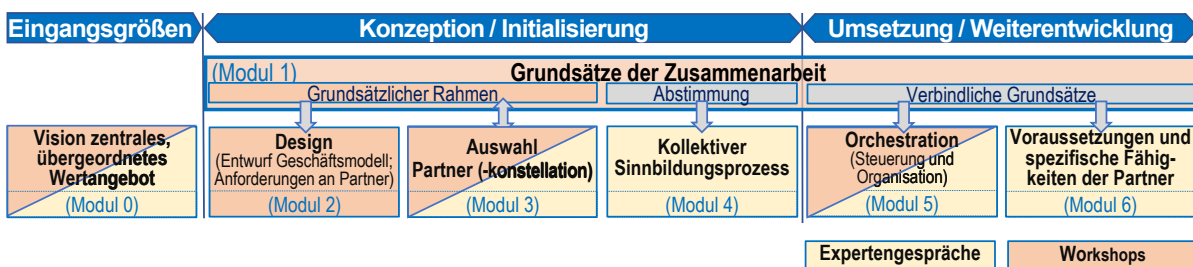 Eingangsgrößen
Konzeption / Initialisierung
Umsetzung / Weiterentwicklung
(Modul 1)
Grundsätze der Zusammenarbeit
Grundsätzlicher Rahmen
Abstimmung
Verbindliche Grundsätze
Vision zentrales,
übergeordnetes
Wertangebot
(Modul 0)
Design
(Entwurf Geschäftsmodell;
Anforderungen an Partner)
(Modul 2)
Auswahl
Partner (-konstellation)
(Modul 3)
Kollektiver
Sinnbildungsprozess
(Modul 4)
Orchestration
(Steuerung und
Organisation)
(Modul 5)
Voraussetzungen und
spezifische Fähig-
keiten der Partner
(Modul 6)
Expertengespräche
Workshops